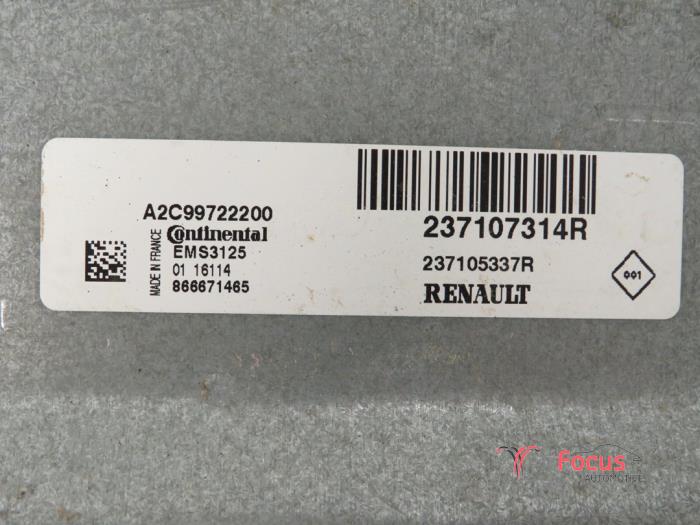 A2C99722200
Continental
EMS3125
01 16114
866671465
MADE IN FRANCE
237107314R
237105337R
RENAULT
001
Focus
AUTOMOTIVE